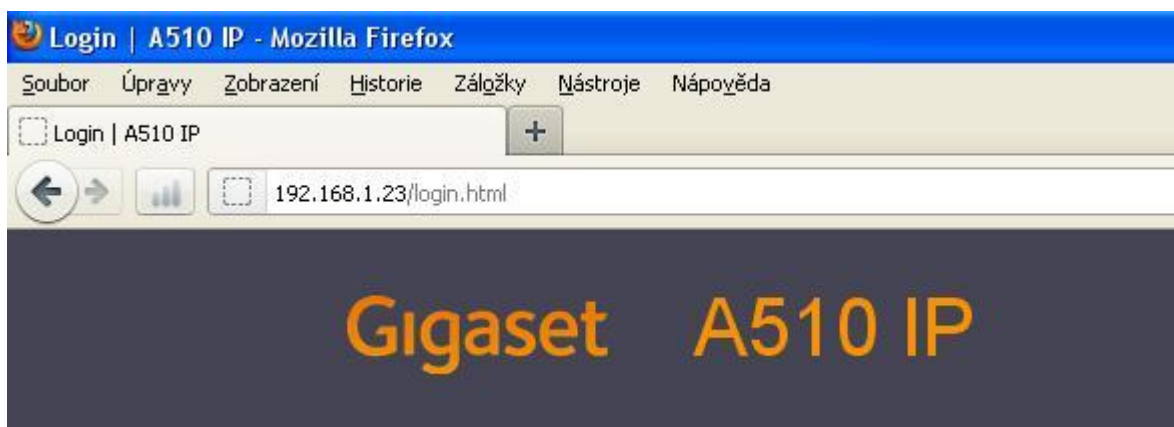 Login | A510 IP - Mozilla Firefox
Soubor Úpravy Zobrazení Historie Záložky Nástroje Nápověda
Login | A510 IP +
192.168.1.23/login.html
Gigaset A510 IP